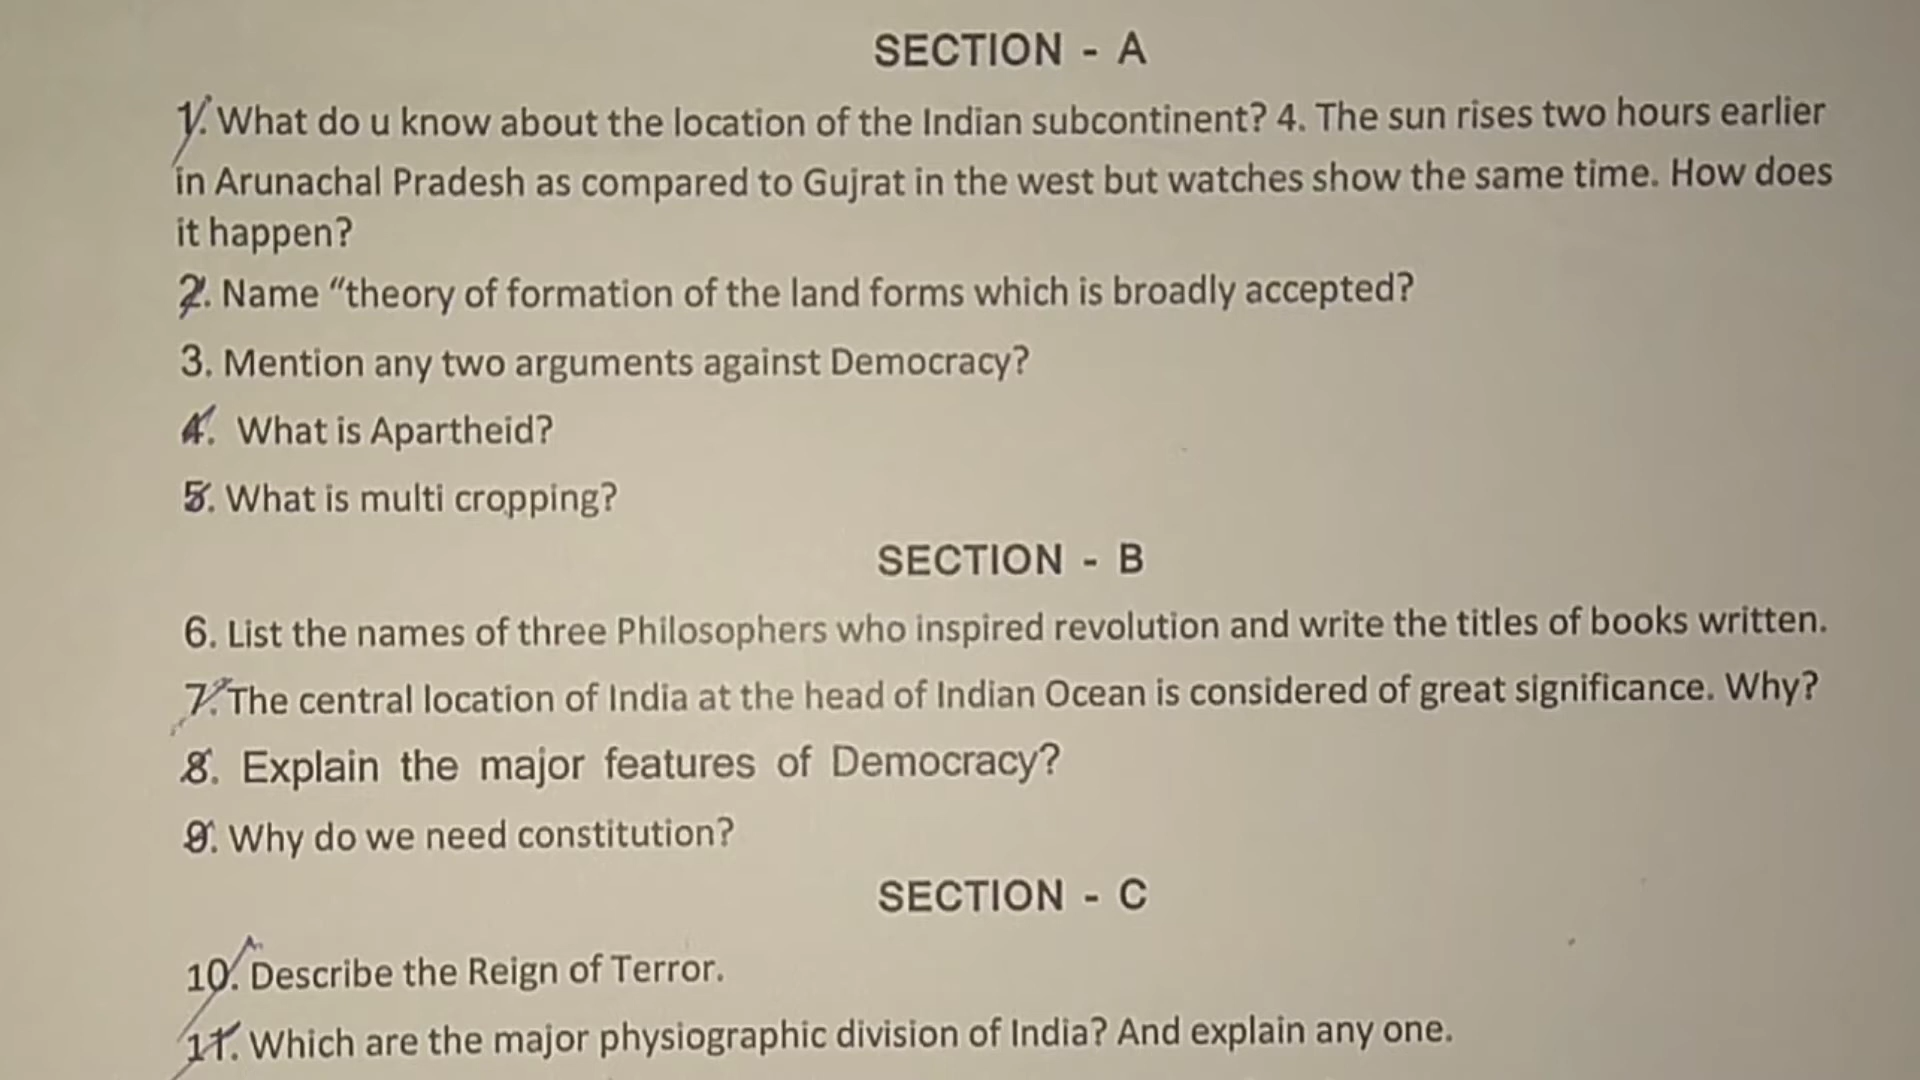 SECTION - A
1. What do u know about the location of the Indian subcontinent? 4. The sun rises two hours earlier
in Arunachal Pradesh as compared to Gujrat in the west but watches show the same time. How does
it happen?
2. Name “theory of formation of the land forms which is broadly accepted?
3. Mention any two arguments against Democracy?
4. What is Apartheid?
5. What is multi cropping?
SECTION - B
6. List the names of three Philosophers who inspired revolution and write the titles of books written.
7. The central location of India at the head of Indian Ocean is considered of great significance. Why?
8. Explain the major features of Democracy?
9. Why do we need constitution?
SECTION - C
10. Describe the Reign of Terror.
11. Which are the major physiographic division of India? And explain any one.